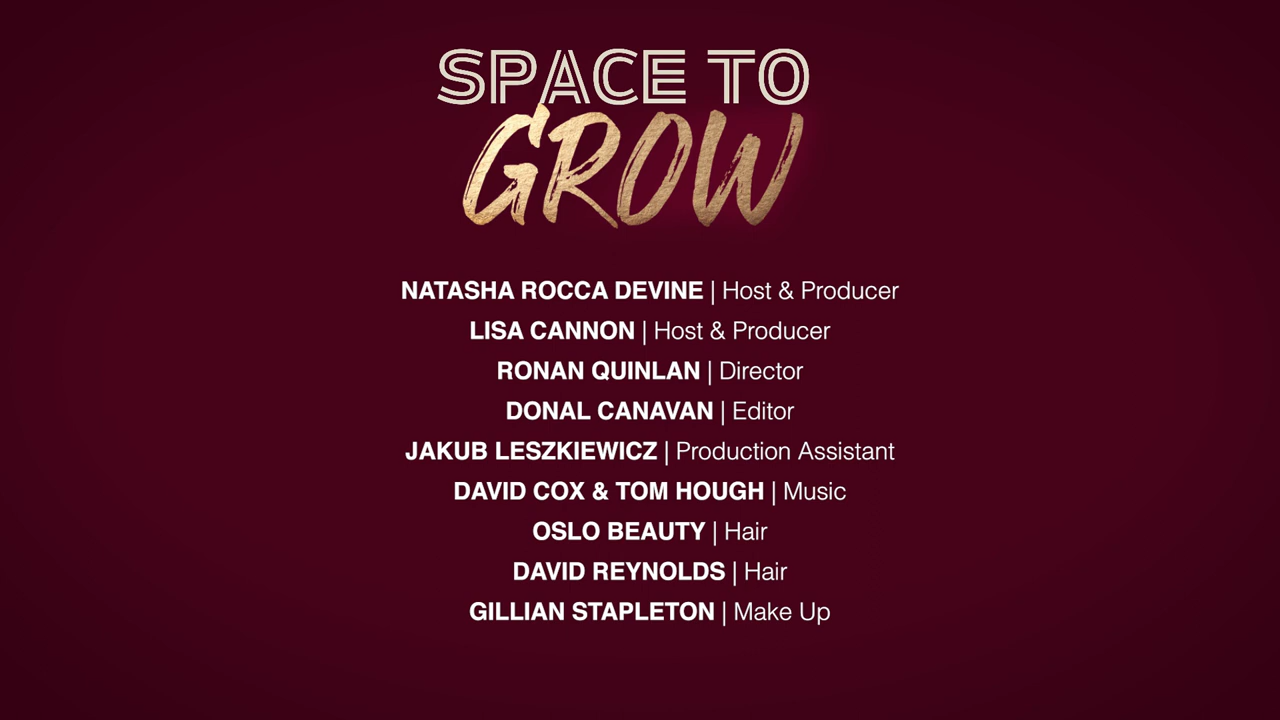 SPACE TO
GROW
NATASHA ROCCA DEVINE | Host & Producer
LISA CANNON | Host & Producer
RONAN QUINLAN | Director
DONAL CANAVAN | Editor
JAKUB LESZKIEWICZ | Production Assistant
DAVID COX & TOM HOUGH | Music
OSLO BEAUTY | Hair
DAVID REYNOLDS | Hair
GILLIAN STAPLETON | Make Up